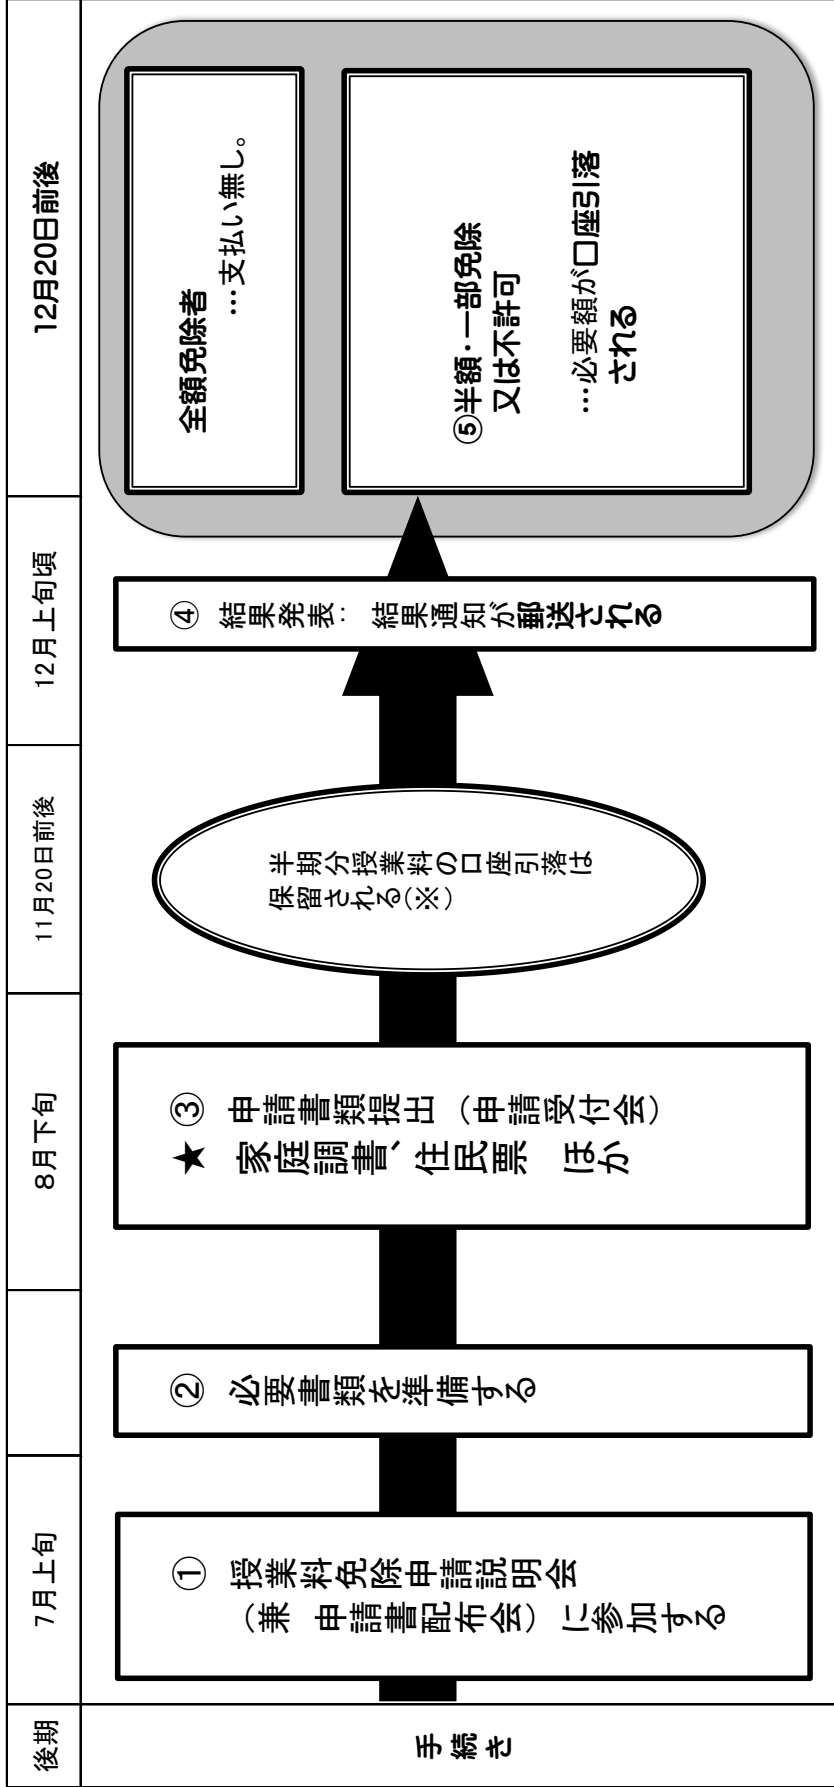 後期
7月上旬
8月下旬
11月20日前後
12月上旬頃
12月20日前後
手続き
① 授業料免除申請説明会
（兼 申請書配布会）に参加する
② 必要書類を準備する
③ 申請書類提出（申請受付会）
★ 家庭調書、住民票 ほか
半期分授業料の口座引落は
保留される(※)
④ 結果発表: 結果通知が郵送される
全額免除者
…支払い無し。
⑤半額・一部免除
又は不許可
…必要額が口座引落
される